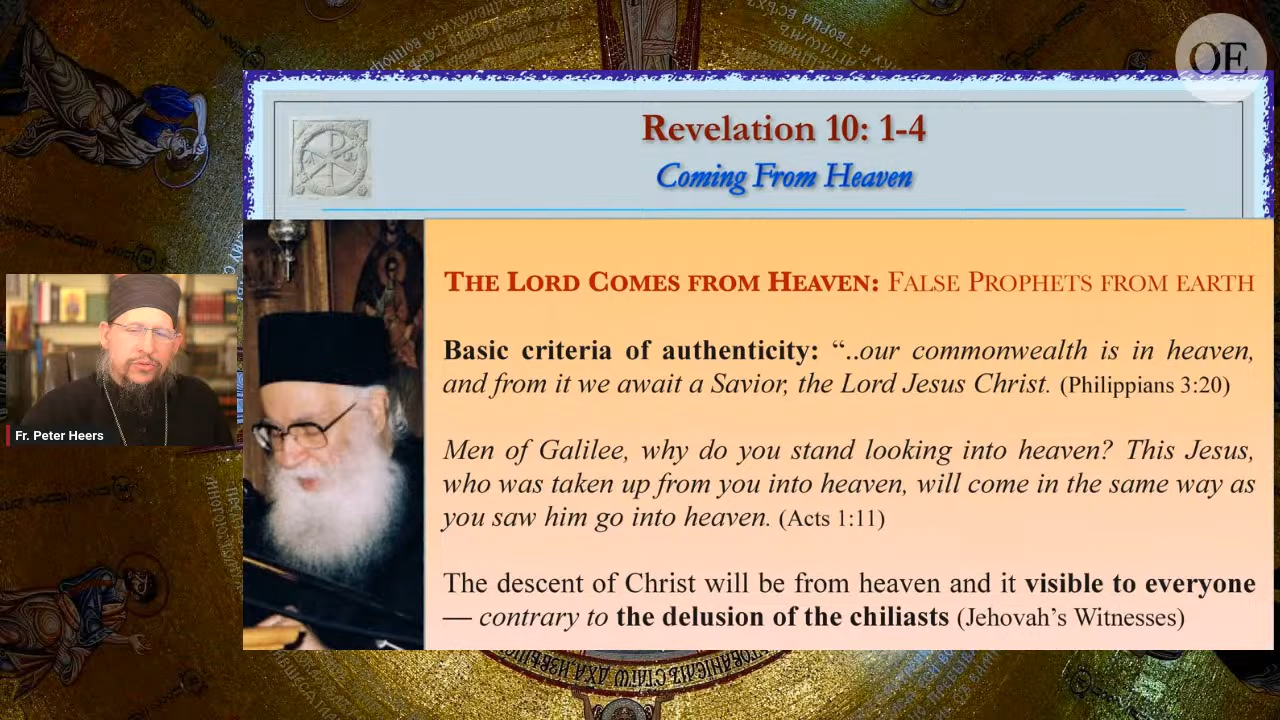 OE
Revelation 10: 1-4
Coming From Heaven
THE LORD COMES FROM HEAVEN: FALSE PROPHETS FROM EARTH
Basic criteria of authenticity: “..our commonwealth is in heaven,
and from it we await a Savior, the Lord Jesus Christ. (Philippians 3:20)
Men of Galilee, why do you stand looking into heaven? This Jesus,
who was taken up from you into heaven, will come in the same way as
you saw him go into heaven. (Acts 1:11)
The descent of Christ will be from heaven and it visible to everyone
— contrary to the delusion of the chiliasts (Jehovah’s Witnesses)
Fr. Peter Heers